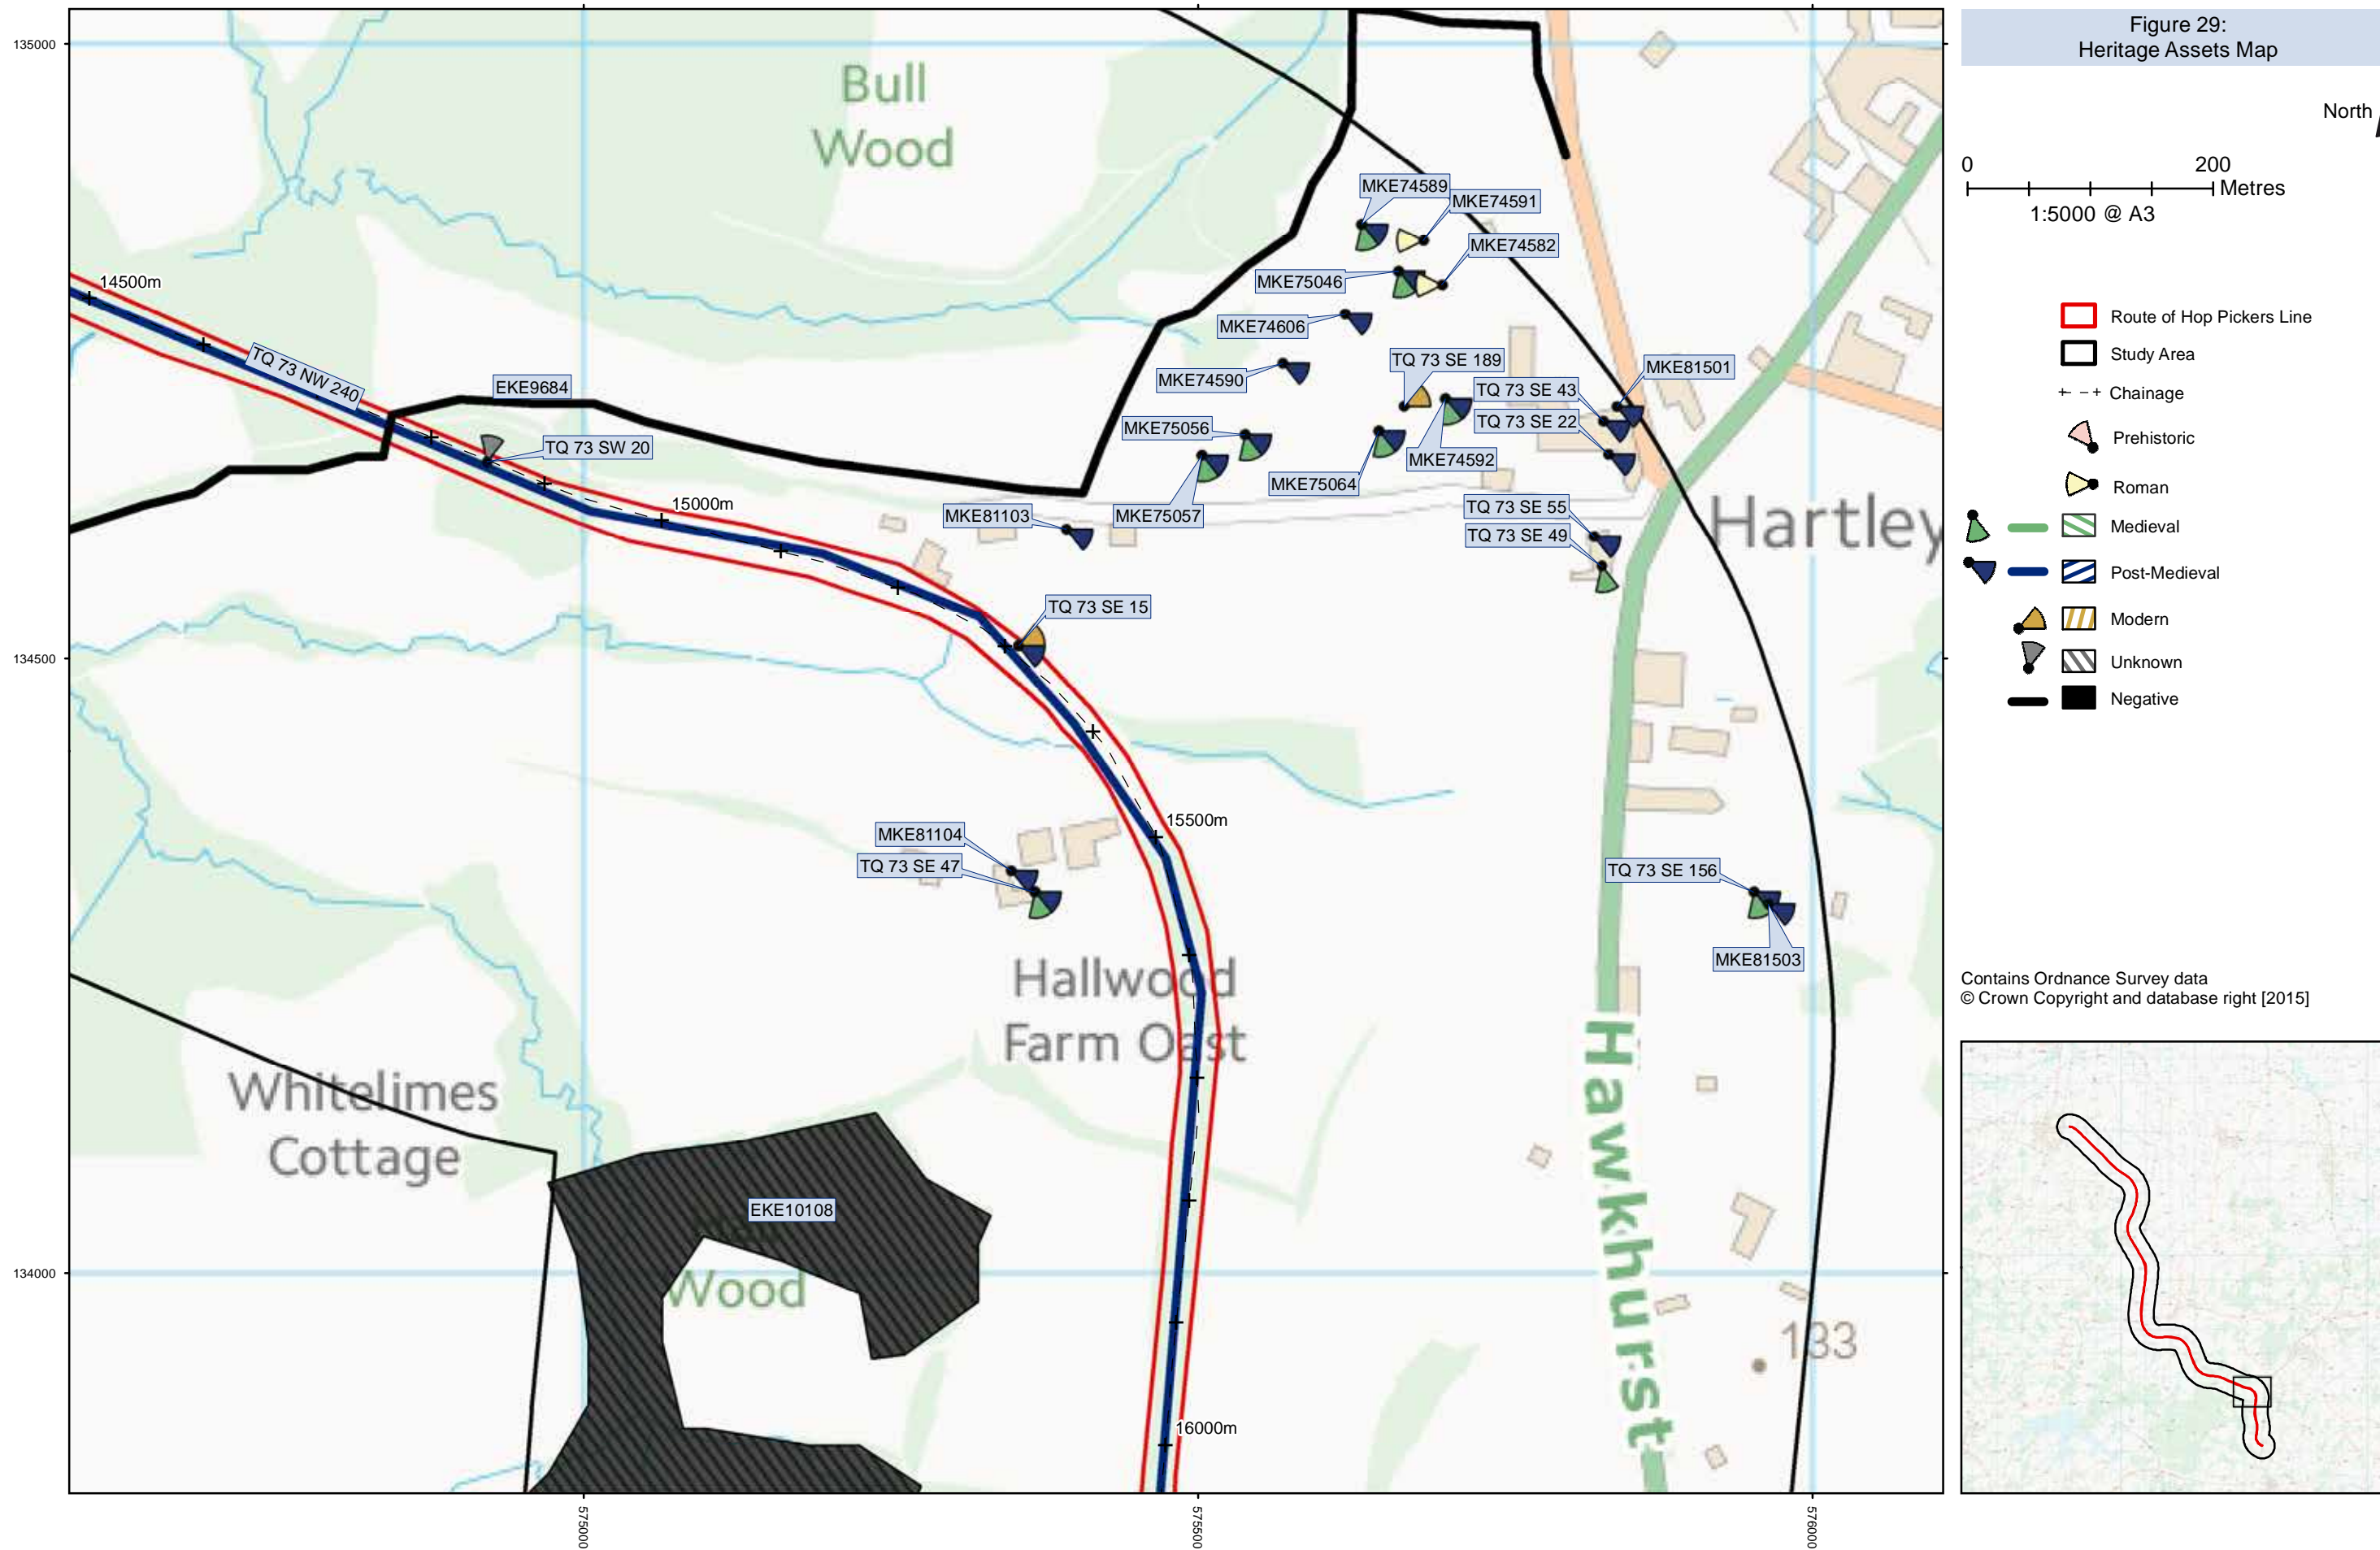 Figure 29:
Heritage Assets Map
North
0 200
Metres
1:5000 @ A3
Route of Hop Pickers Line
Study Area
Chainage
Prehistoric
Roman
Medieval
Post-Medieval
Modern
Unknown
Negative
Contains Ordnance Survey data
© Crown Copyright and database right [2015]
135000
134500
134000
575000
575500
576000
Bull
Wood
MKE74589
MKE74591
MKE74582
MKE75046
MKE74606
MKE74590
TQ 73 SE 189
MKE81501
TQ 73 SE 43
TQ 73 SE 22
MKE75056
MKE74592
MKE75064
MKE75057
MKE81103
TQ 73 SE 55
TQ 73 SE 49
Hartley
14500m
TQ 73 NW 240
EKE9684
TQ 73 SW 20
15000m
TQ 73 SE 15
15500m
MKE81104
TQ 73 SE 47
TQ 73 SE 156
MKE81503
Hallwood
Farm Oast
Whitelimes
Cottage
EKE10108
Wood
Hawkhurst
133
16000m